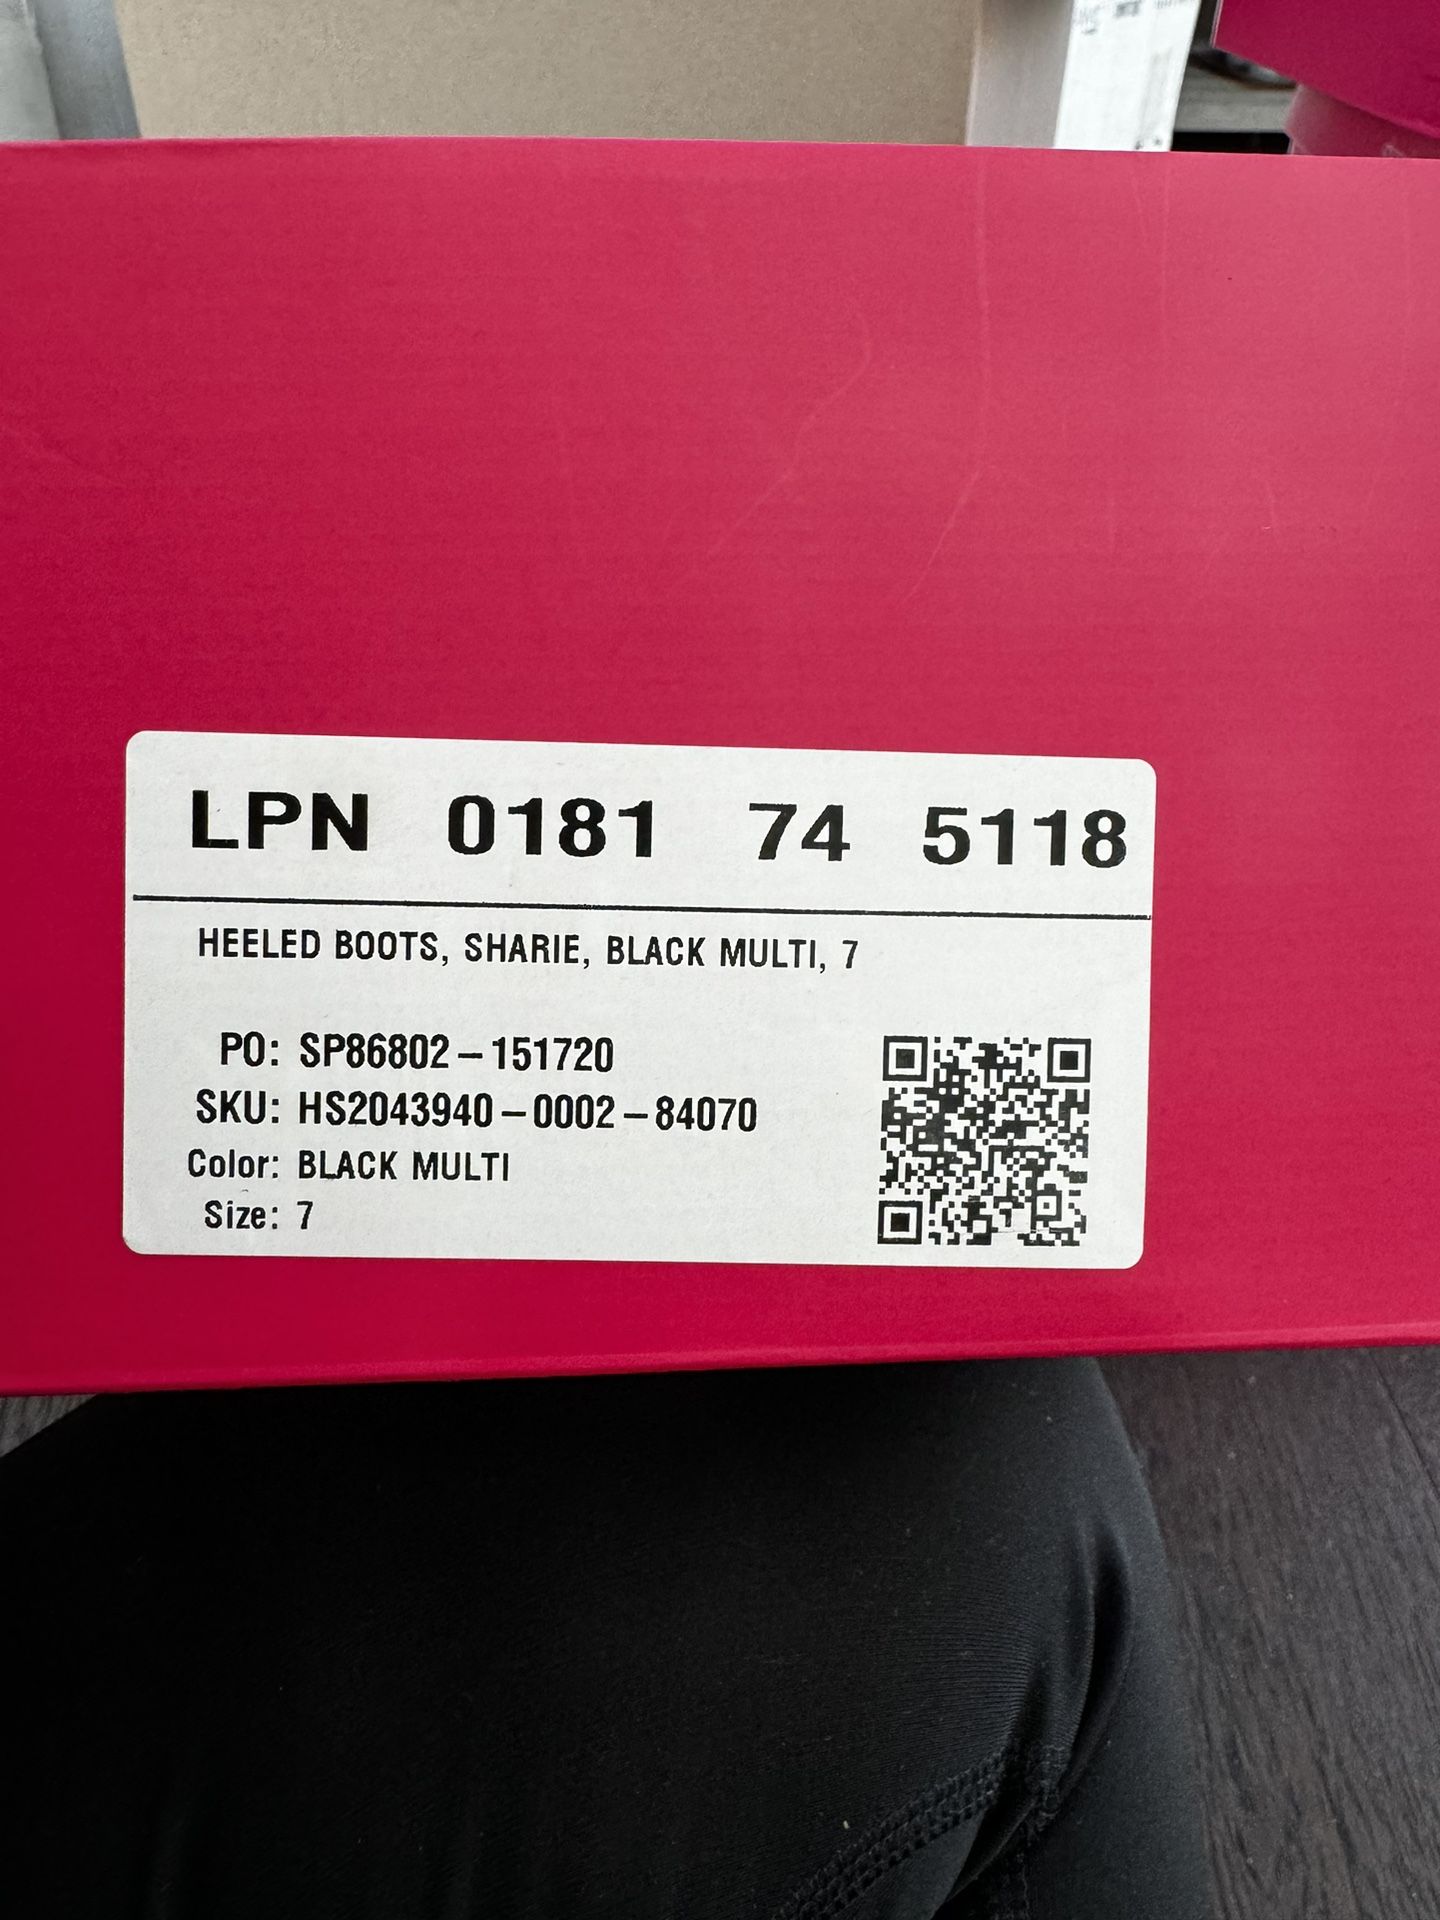 LPN 0181 74 5118
HEELED BOOTS, SHARIE, BLACK MULTI, 7
PO: SP86802-151720
SKU: HS2043940-0002-84070
Color: BLACK MULTI
Size: 7